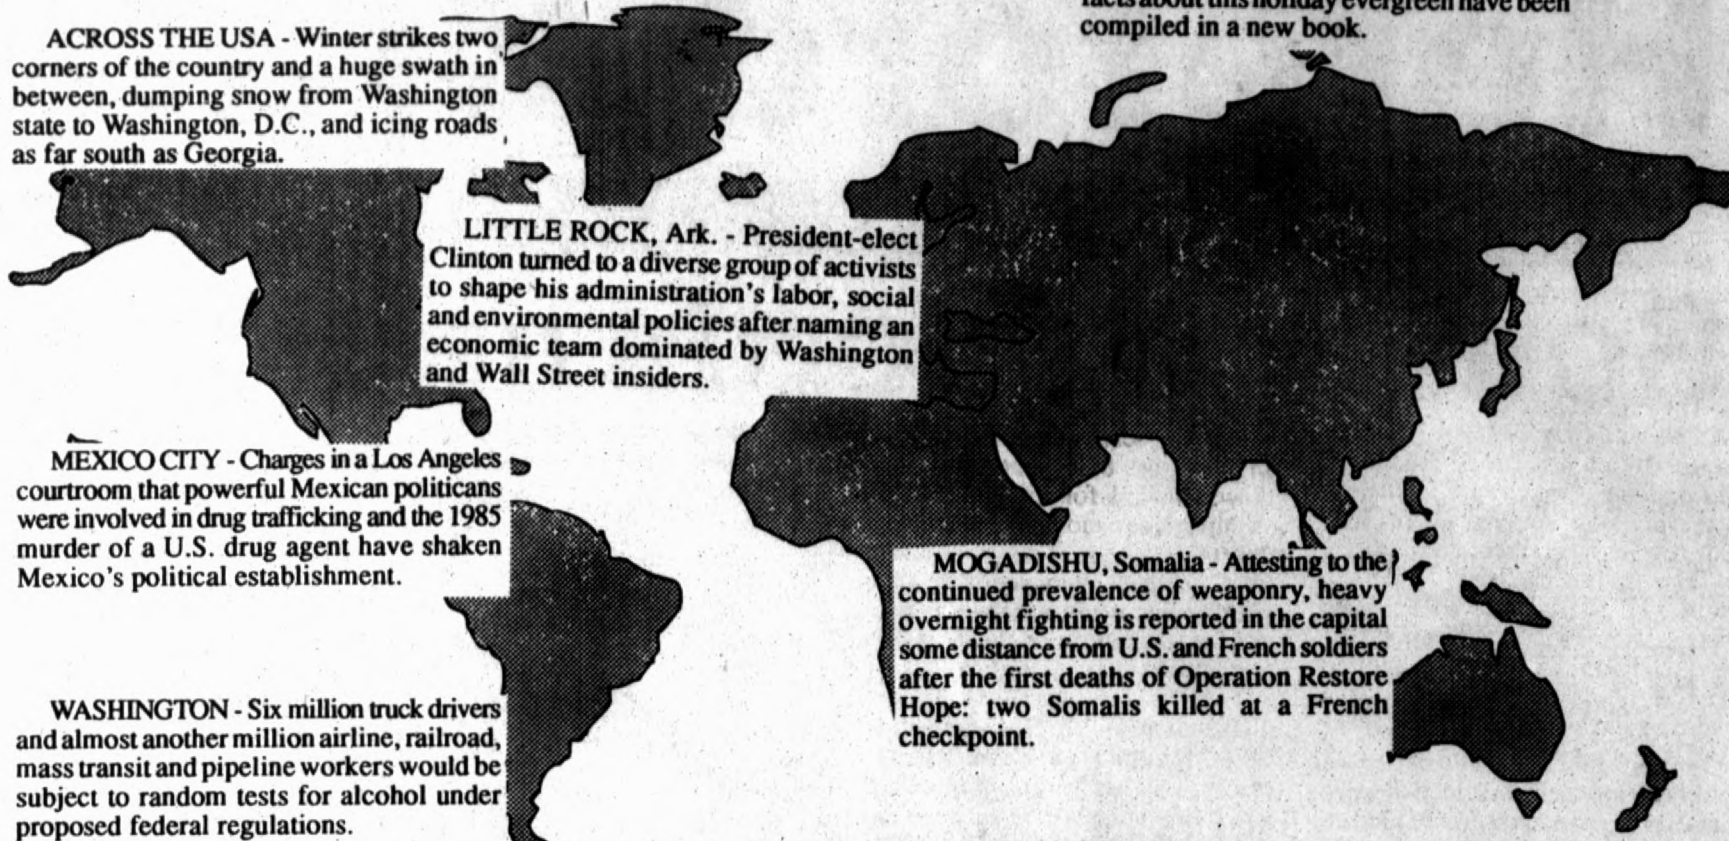 ACROSS THE USA - Winter strikes two
corners of the country and a huge swath in
between, dumping snow from Washington
state to Washington, D.C., and icing roads
as far south as Georgia.
facts about this holiday evergreen have been
compiled in a new book.
LITTLE ROCK, Ark. - President-elect
Clinton turned to a diverse group of activists
to shape his administration's labor, social
and environmental policies after naming an
economic team dominated by Washington
and Wall Street insiders.
MEXICO CITY - Charges in a Los Angeles
courtroom that powerful Mexican politicans
were involved in drug trafficking and the 1985
murder of a U.S. drug agent have shaken
Mexico's political establishment.
MOGADISHU, Somalia - Attesting to the
continued prevalence of weaponry, heavy
overnight fighting is reported in the capital
some distance from U.S. and French soldiers
after the first deaths of Operation Restore
Hope: two Somalis killed at a French
checkpoint.
WASHINGTON - Six million truck drivers
and almost another million airline, railroad,
mass transit and pipeline workers would be
subject to random tests for alcohol under
proposed federal regulations.